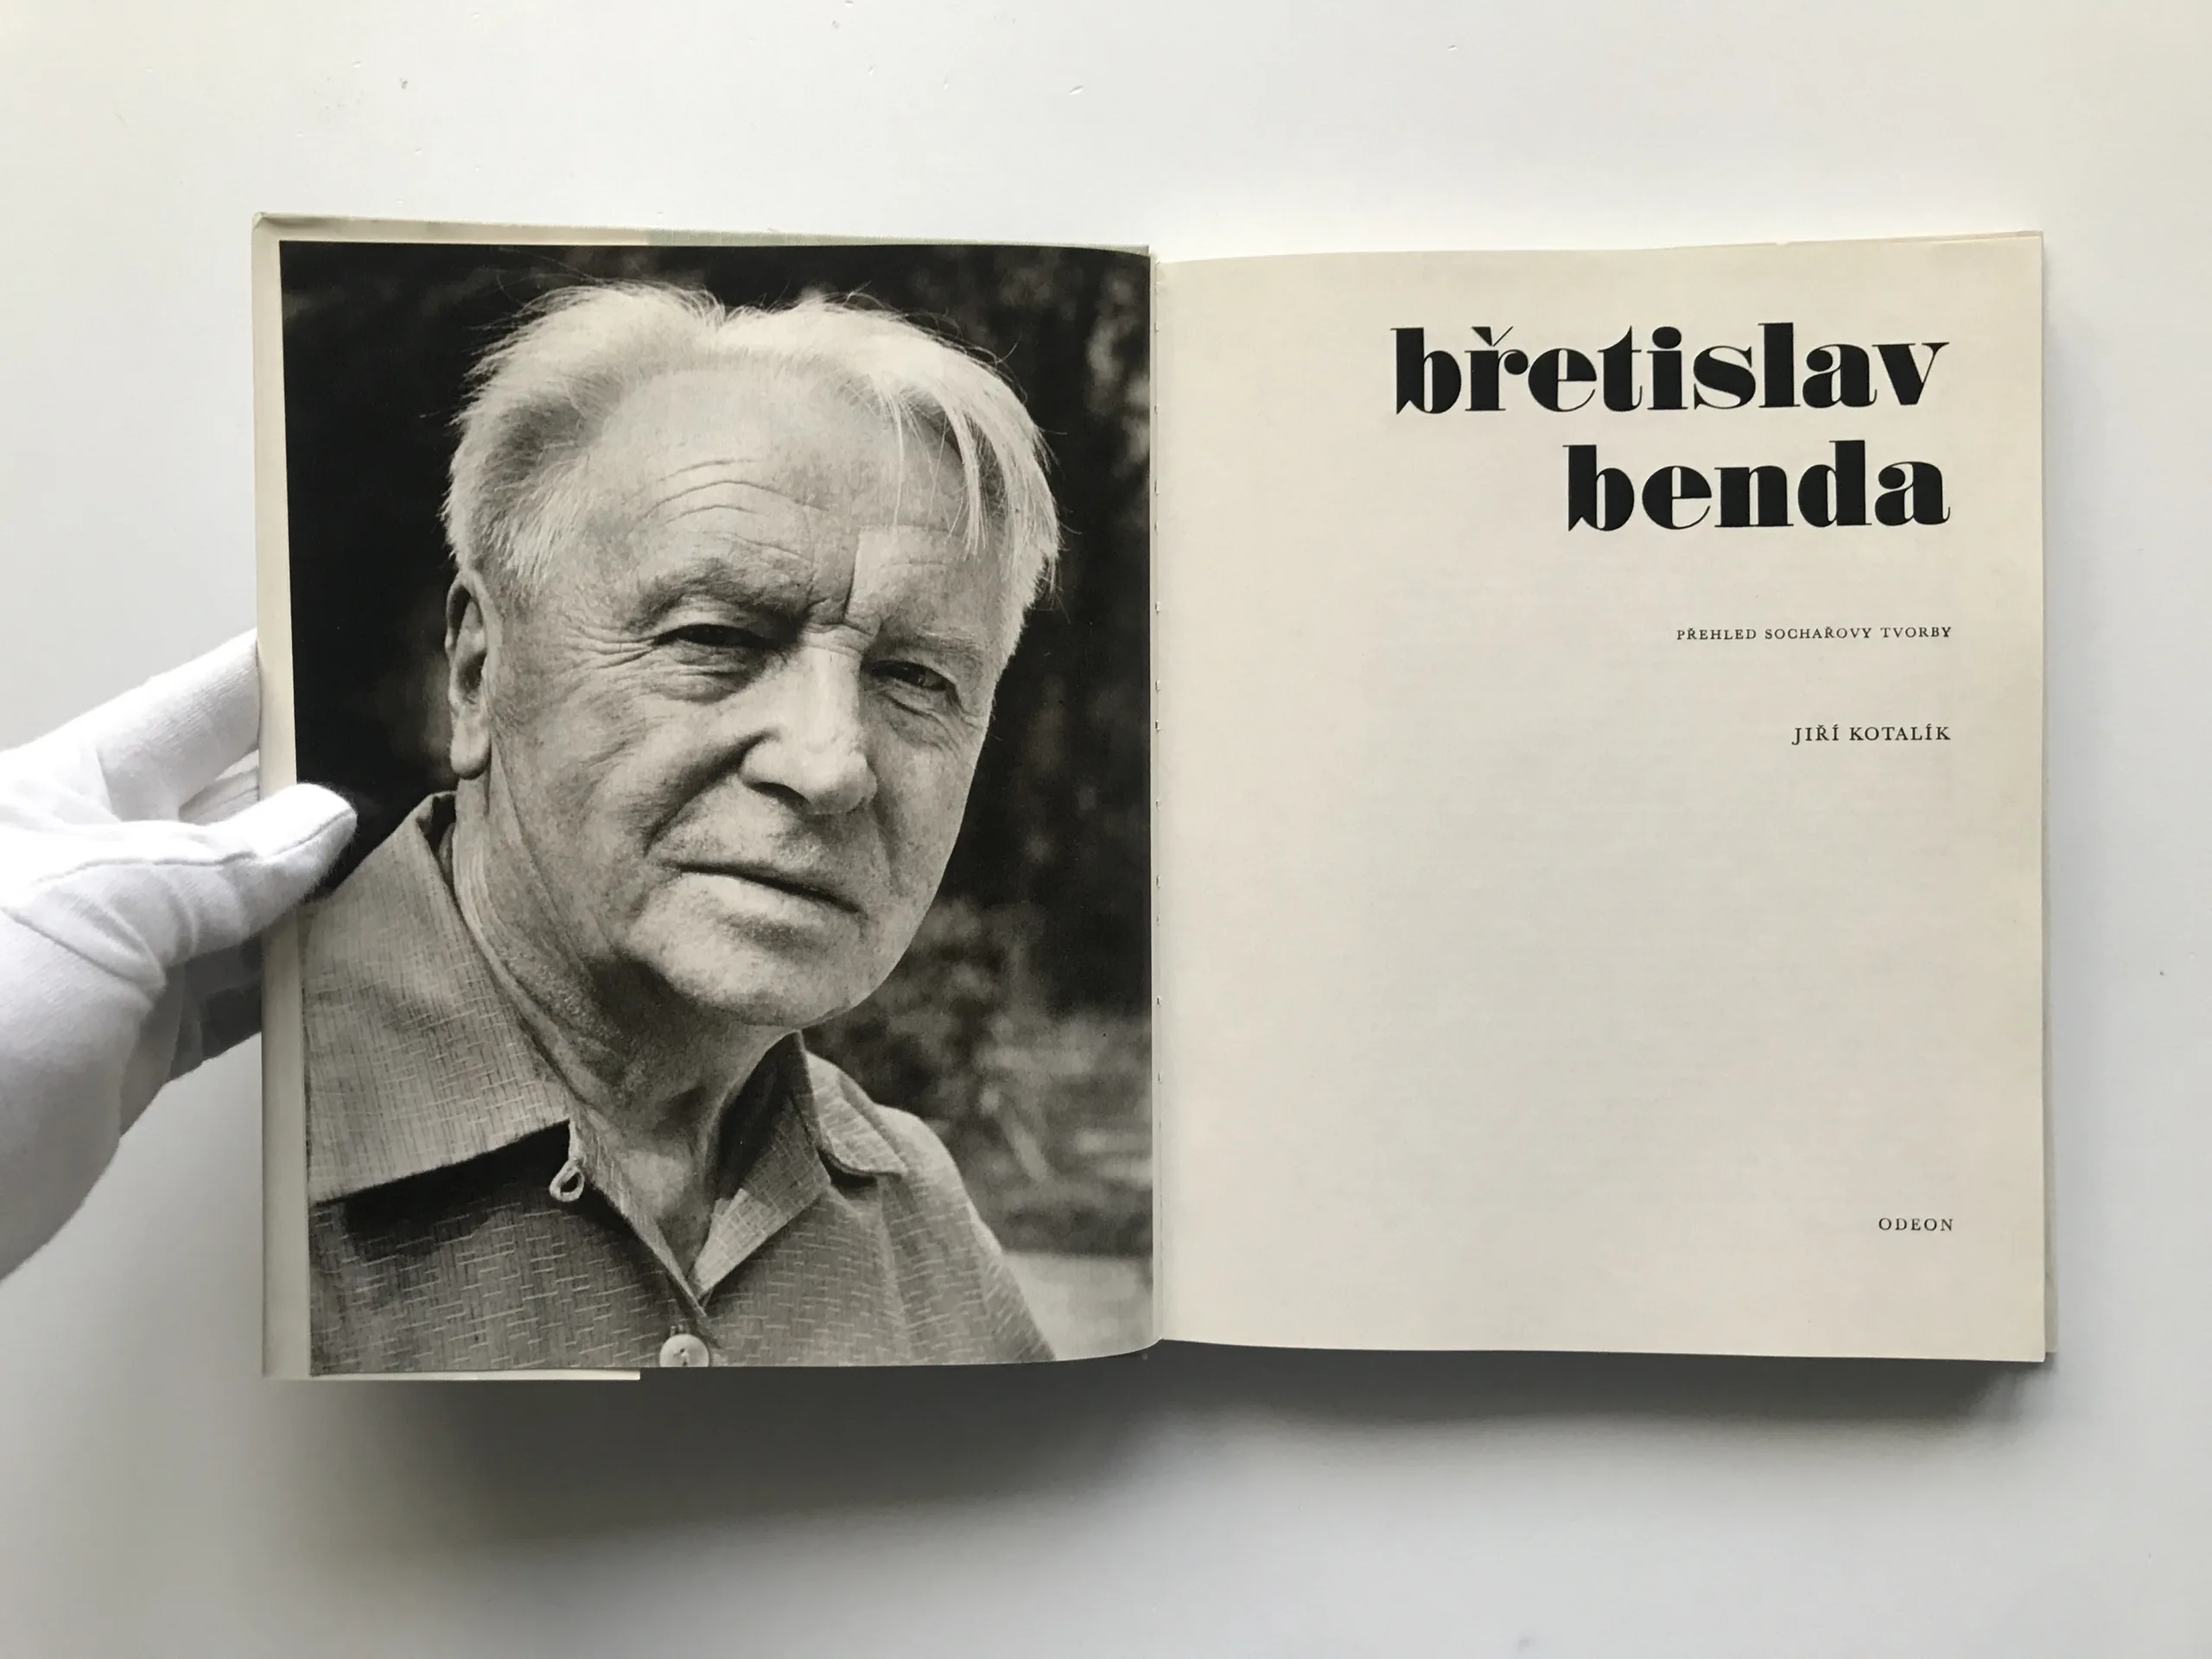 břetislav
benda
PŘEHLED SOCHAŘOVY TVORBY
JIŘÍ KOTALÍK
ODEON